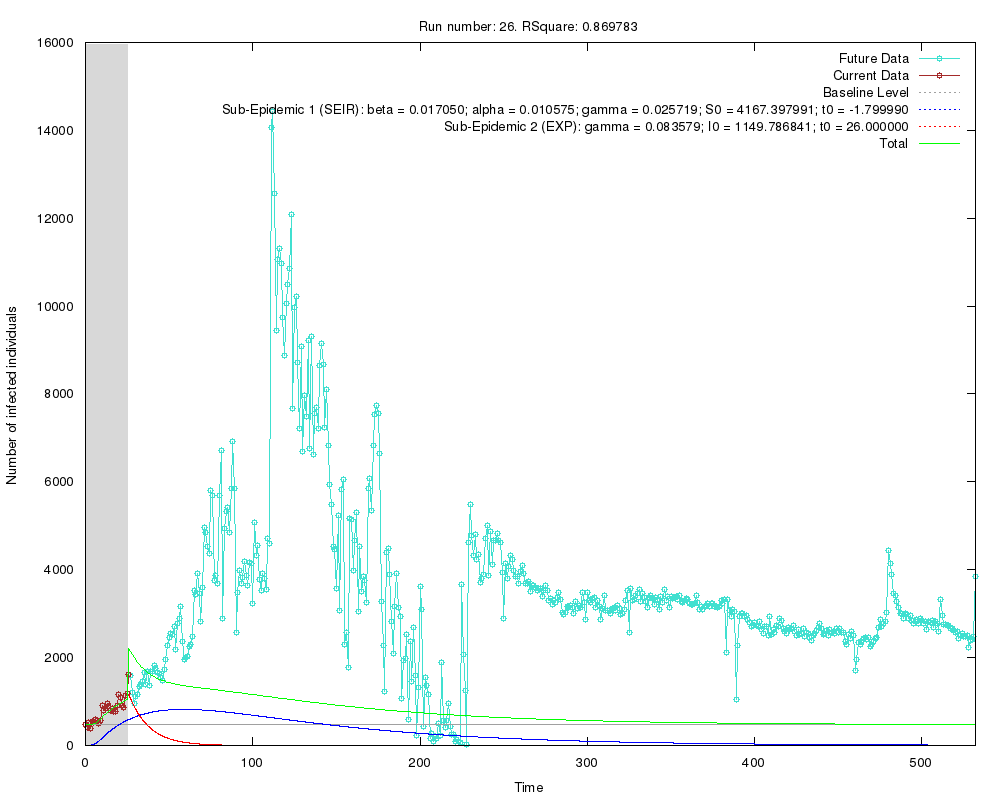 Run number: 26. RSquare: 0.869783
16000
14000
12000
10000
8000
6000
4000
2000
0
Number of infected individuals
Future Data
Current Data
Baseline Level
Sub-Epidemic 1 (SEIR): beta = 0.017050; alpha = 0.010575; gamma = 0.025719; S0 = 4167.397991; t0 = -1.799990
Sub-Epidemic 2 (EXP): gamma = 0.083579; I0 = 1149.786841; t0 = 26.000000
Total
0 100 200 300 400 500
Time